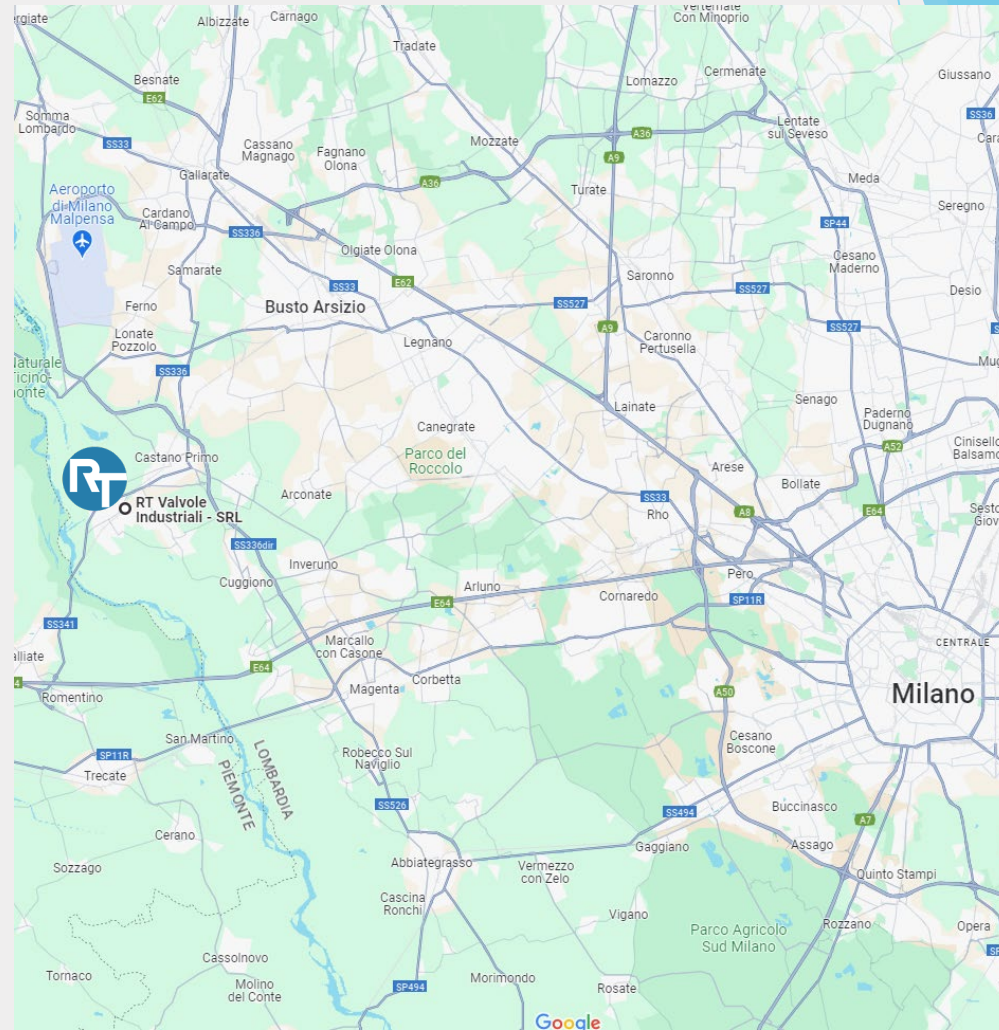 Albizzate
Carnago
Vertemate
Con Minoprio
Tradate
Besnate
Lomazzo
Cermenate
Giussano
E62
Somma
Lombardo
SS33
Cassano
Magnago
Fagnano
Olona
Mozzate
A36
A9
Lentate
sul Seveso
SS36
Gallarate
A36
Turate
Meda
Aeroporto
di Milano
Malpensa
Cardano
Al Campo
SS336
Seregno
SP44
Olgiate Olona
Samarate
SS33
E62
Saronno
Cesano
Maderno
Desio
Ferno
Busto Arsizio
SS527
SS527
SS527
Lonate
Pozzolo
Legnano
A9
Caronno
Pertusella
SS336
Senago
Lainate
Paderno
Dugnano
Canegrate
A52
Cinisello
Balsamo
Parco del
Roccolo
Castano Primo
Arese
Bollate
RT
RT Valvole
Industriali - SRL
Arconate
SS33
Rho
A8
E64
SS336dir
Inveruno
Cuggiono
Arluno
Pero
E64
Cornaredo
SP11R
SS341
Marcallo
con Casone
CENTRALE
E64
Corbetta
Magenta
Romentino
A50
Milano
San Martino
Cesano
Boscone
SP11R
Trecate
LOMBARDIA
PIEMONTE
Robecco Sul
Naviglio
SS526
Buccinasco
SS494
A7
Cerano
Gaggiano
Assago
Sozzago
Abbiategrasso
Vermezzo
con Zelo
Quinto Stampi
Cascina
Ronchi
Vigano
Parco Agricolo
Sud Milano
Rozzano
Opera
Cassolnovo
Tornaco
Molino
del Conte
SP494
Morimondo
Rosate
Google